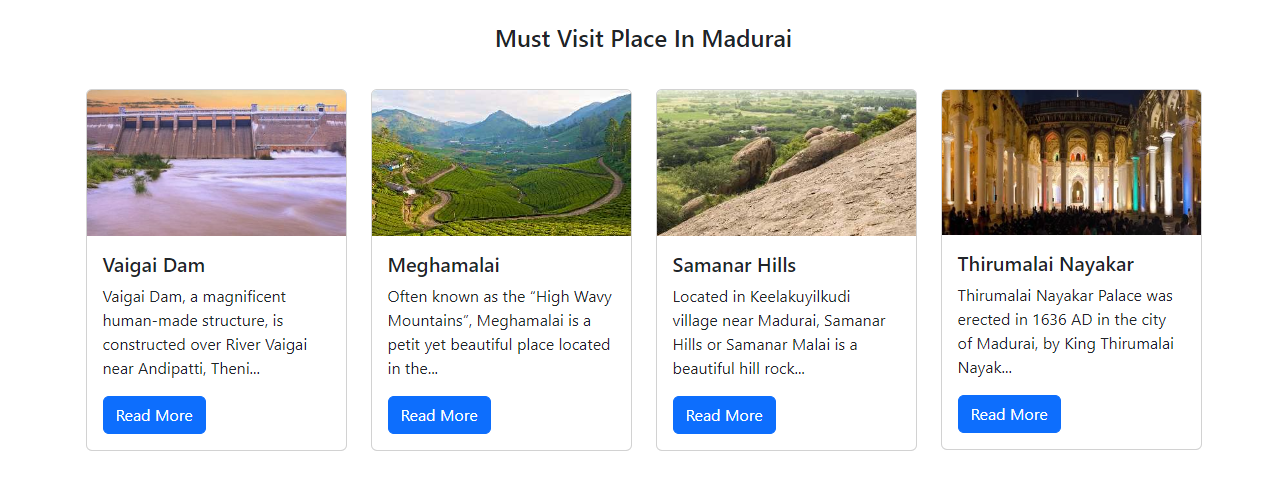 Must Visit Place In Madurai
Vaigai Dam
Vaigai Dam, a magnificent
human-made structure, is
constructed over River Vaigai
near Andipatti, Theni...
Read More
Meghamalai
Often known as the “High Wavy
Mountains”, Meghamalai is a
petit yet beautiful place located
in the...
Read More
Samanar Hills
Located in Keelakuyilkudi
village near Madurai, Samanar
Hills or Samanar Malai is a
beautiful hill rock...
Read More
Thirumalai Nayakar
Thirumalai Nayakar Palace was
erected in 1636 AD in the city
of Madurai, by King Thirumalai
Nayak...
Read More